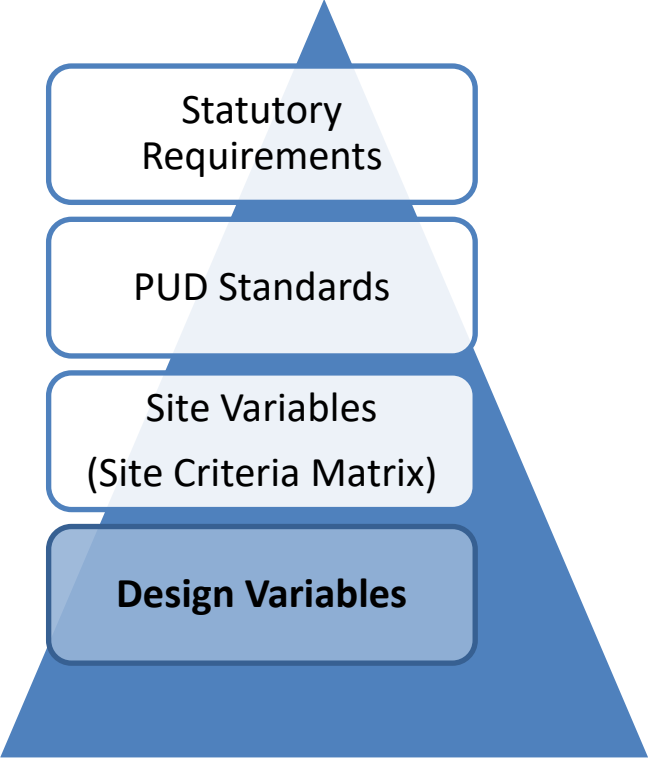 Statutory
Requirements
PUD Standards
Site Variables
(Site Criteria Matrix)
Design Variables